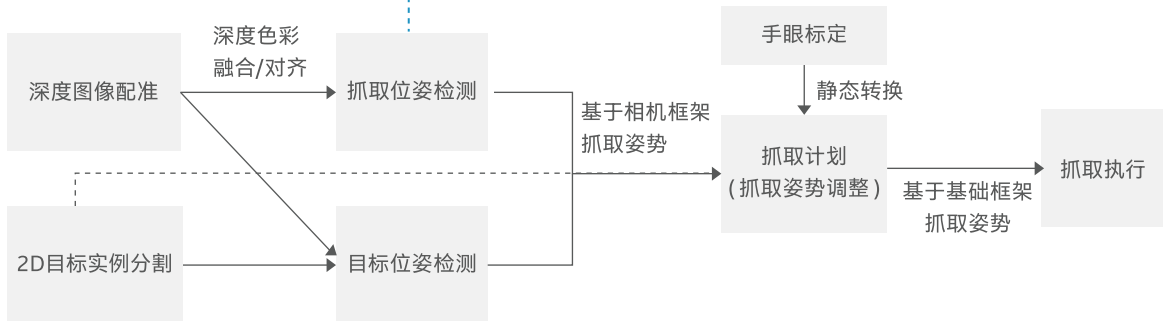 深度图像配准
深度色彩
融合/对齐
抓取位姿检测
2D目标实例分割
目标位姿检测
基于相机框架
抓取姿势
手眼标定
静态转换
抓取计划
(抓取姿势调整)
基于基础框架
抓取姿势
抓取执行